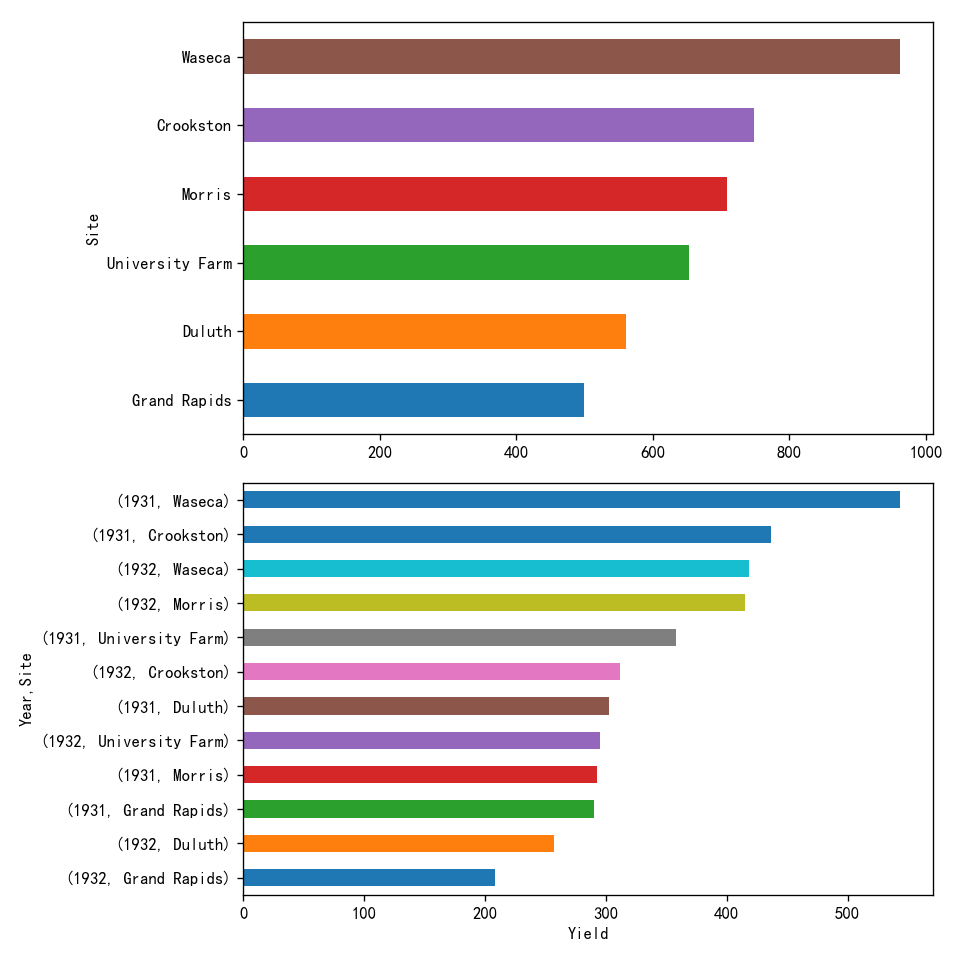 Site
Waseca
Crookston
Morris
University Farm
Duluth
Grand Rapids
0 200 400 600 800 1000
Year,Site
(1931, Waseca)
(1931, Crookston)
(1932, Waseca)
(1932, Morris)
(1931, University Farm)
(1932, Crookston)
(1931, Duluth)
(1932, University Farm)
(1931, Morris)
(1931, Grand Rapids)
(1932, Duluth)
(1932, Grand Rapids)
0 100 200 300 400 500
Yield